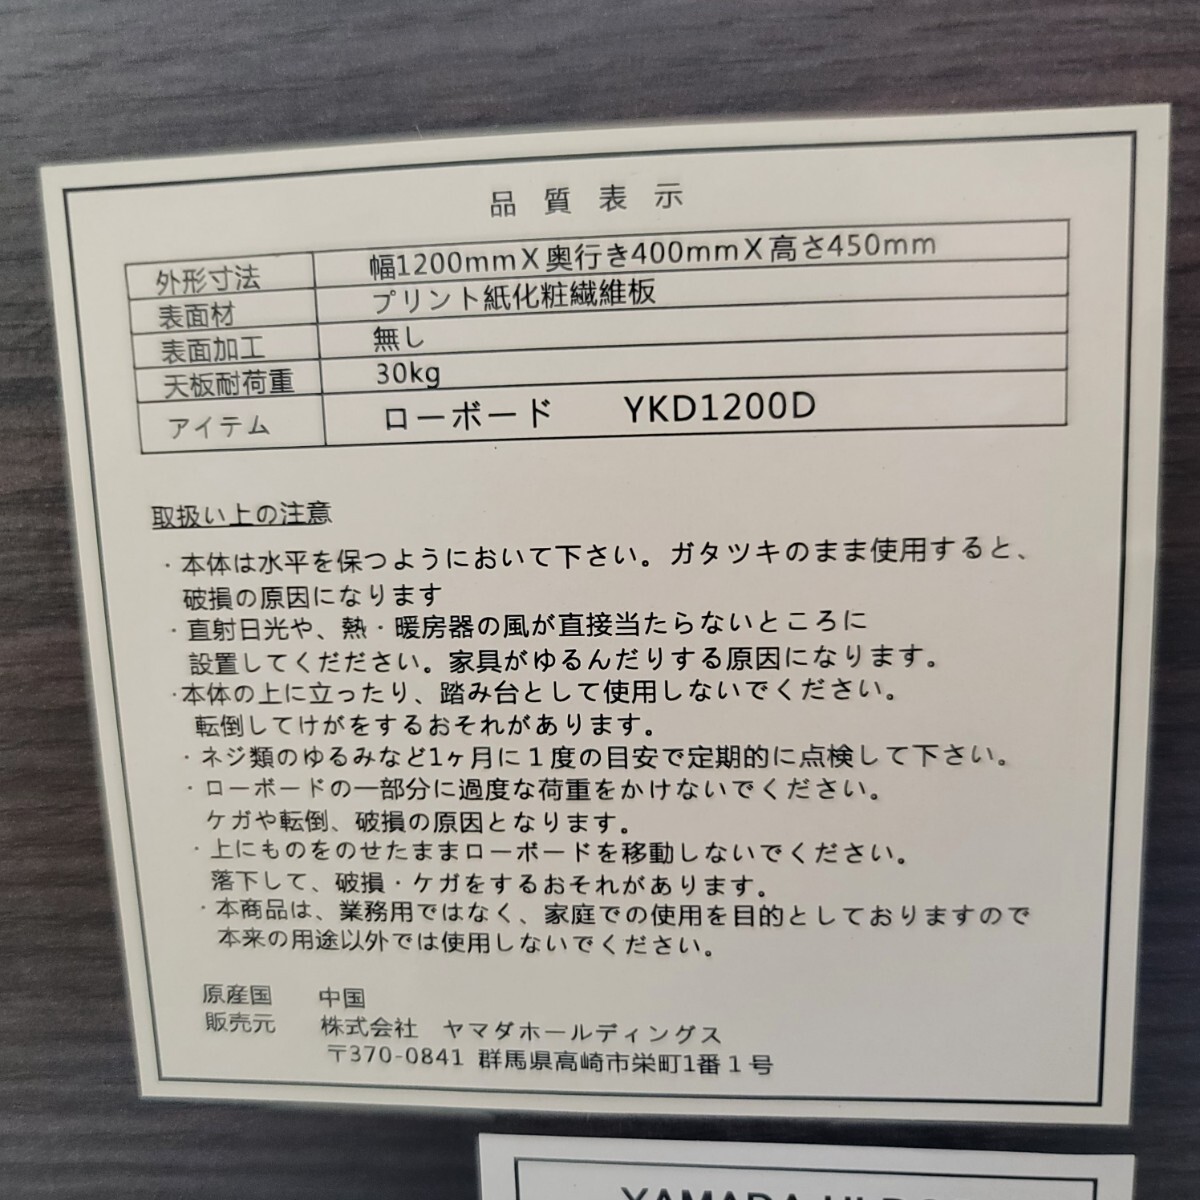 品質表示
外形寸法 幅1200mmX奥行き400mmX高さ450mm
表面材 プリント紙化粧繊維板
表面加工 無し
天板耐荷重 30kg
アイテム ローボード YKD1200D
取扱い上の注意
・本体は水平を保つようにおいて下さい。ガタツキのまま使用すると、
破損の原因になります
・直射日光や、熱・暖房器の風が直接当たらないところに
設置してくだださい。家具がゆるんだりする原因になります。
・本体の上に立ったり、踏み台として使用しないでください。
転倒してけがをするおそれがあります。
・ネジ類のゆるみなど1ヶ月に１度の目安で定期的に点検して下さい。
・ローボードの一部分に過度な荷重をかけないでください。
ケガや転倒、破損の原因となります。
・上にものをのせたままローボードを移動しないでください。
落下して、破損・ケガをするおそれがあります。
・本商品は、業務用ではなく、家庭での使用を目的としておりますので
本来の用途以外では使用しないでください。
原産国 中国
販売元 株式会社 ヤマダホールディングス
〒370-0841 群馬県高崎市栄町1番１号
YAMADA